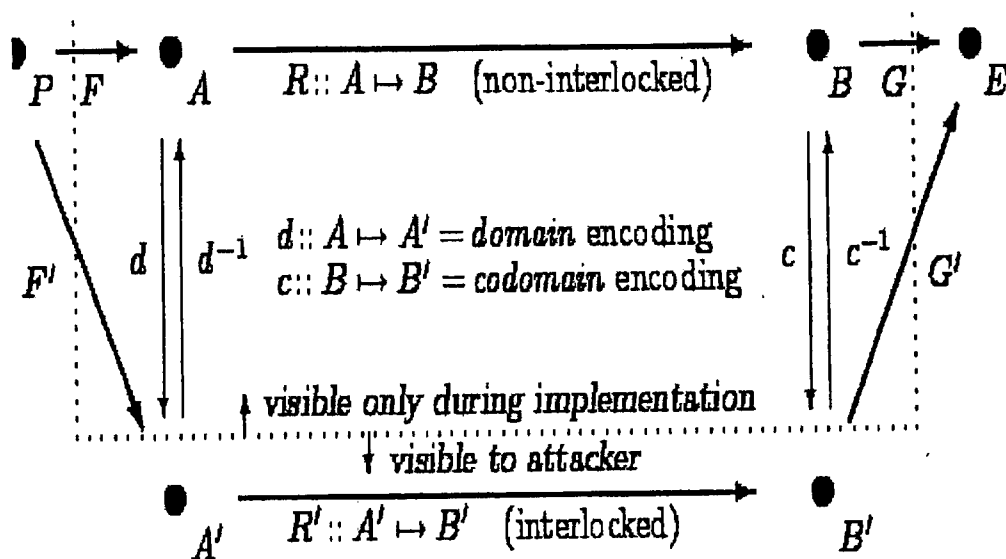 P F A R :: A ↦ B (non-interlocked) B G E
d :: A ↦ A′ = domain encoding
F′ d d⁻¹ c c⁻¹ G′
c :: B ↦ B′ = codomain encoding
visible only during implementation
visible to attacker
A′ R′ :: A′ ↦ B′ (interlocked) B′